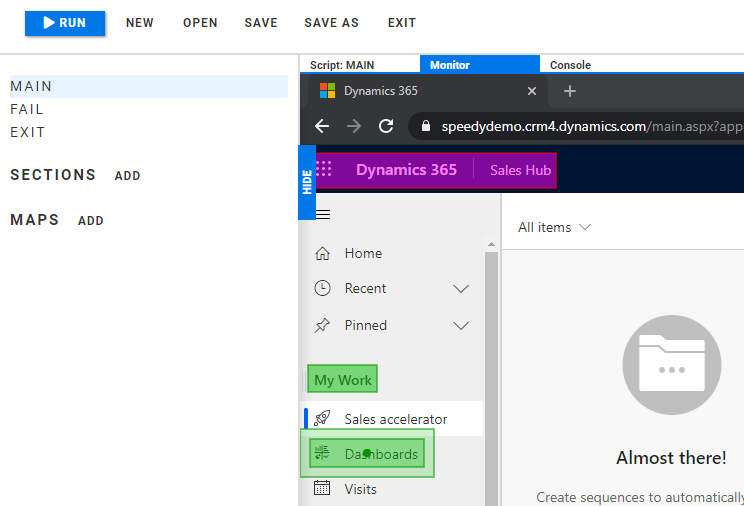 RUN NEW OPEN SAVE SAVE AS EXIT
Script: MAIN Monitor Console
MAIN
FAIL
EXIT
SECTIONS ADD
MAPS ADD
Dynamics 365
speedydemo.crm4.dynamics.com/main.aspx?app
HIDE
Dynamics 365 Sales Hub
All items
Home
Recent
Pinned
My Work
Sales accelerator
Dashboards
Visits
Almost there!
Create sequences to automatically